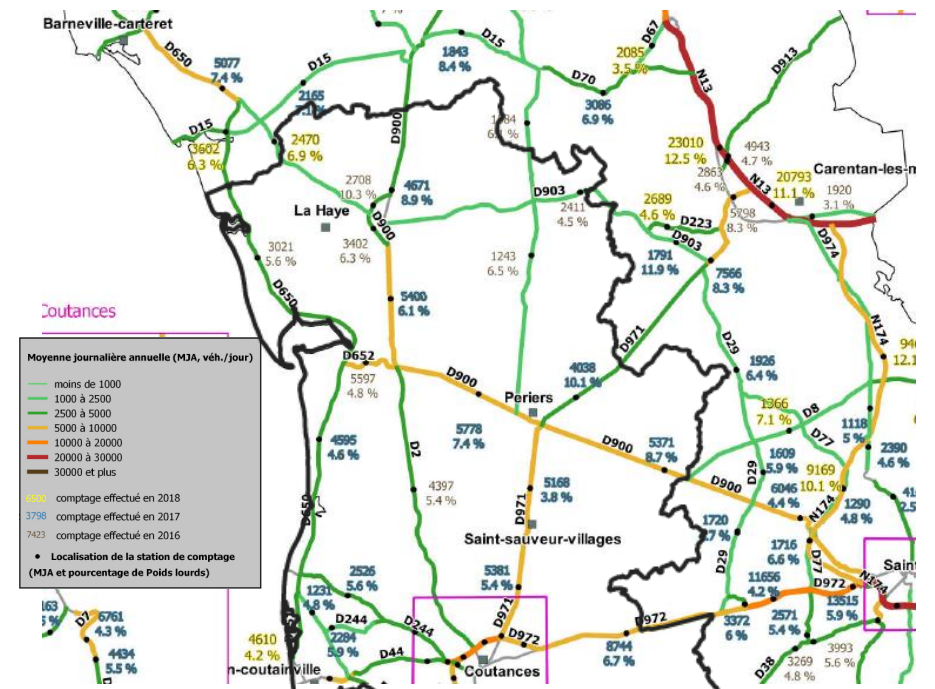 Barneville-carteret
D650
5077
7.4 %
D15
2165
D15
3602
6.3 %
2470
6.9 %
D900
1843
8.4 %
D15
D70
3086
6.9 %
D67
2085
3.5 %
N13
D913
23010
12.5 %
4943
4.7 %
2863
4.6 %
20793
11.1 %
N13
Carentan-les-m
1920
3.1 %
5798
8.3 %
D974
2708
10.3 %
4671
8.9 %
La Haye
D900
3402
6.3 %
D903
2411
4.5 %
2689
4.6 %
D223
D903
1791
11.9 %
7566
8.3 %
3021
5.6 %
D650
1243
6.5 %
5400
6.1 %
D971
D29
N174
Coutances
Moyenne journalière annuelle (MJA, véh./jour)
moins de 1000
1000 à 2500
2500 à 5000
5000 à 10000
10000 à 20000
20000 à 30000
30000 et plus
6500 comptage effectué en 2018
3798 comptage effectué en 2017
7423 comptage effectué en 2016
Localisation de la station de comptage
(MJA et pourcentage de Poids lourds)
D652
5597
4.8 %
D900
4038
10.1 %
Periers
1926
6.4 %
12.1
1366
7.1 %
D8
D77
1118
5 %
2390
4.6 %
4595
4.6 %
D2
5778
7.4 %
D900
5371
8.7 %
D900
D29
1609
5.9 %
6046
4.4 %
9169
10.1 %
1290
4.8 %
N174
4397
5.4 %
D650
D971
5168
3.8 %
Saint-sauveur-villages
1720
D29
1716
6.6 %
D77
2.5
Saint
N174
2526
5.6 %
1231
4.8 %
5381
5.4 %
D971
11656
4.2 %
D972
13515
5.9 %
163
D7
6761
4.3 %
4434
5.5 %
D244
2284
5.9 %
D244
4610
4.2 %
n-coutainville
D44
D972
Coutances
8744
6.7 %
D972
3372
6 %
2571
5.4 %
D38
3269
4.8 %
3993
5.6 %